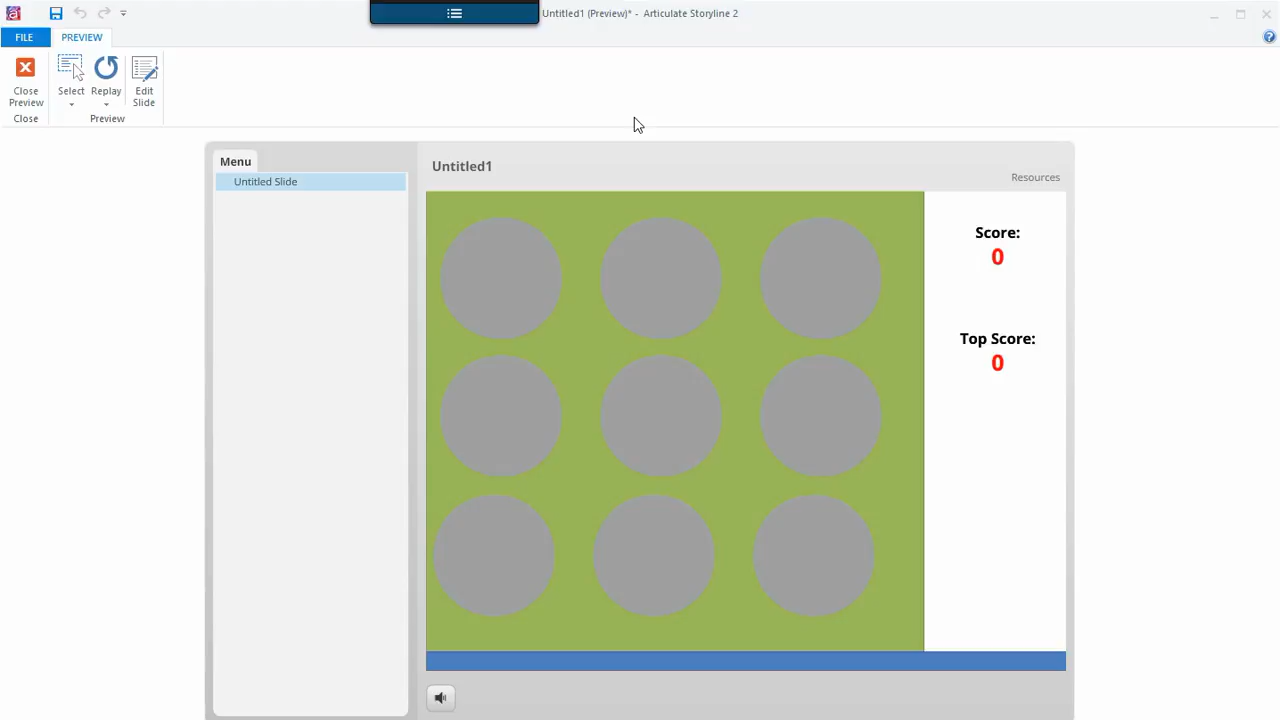 Untitled1 (Preview)* - Articulate Storyline 2
FILE
PREVIEW
Close Preview
Select
Replay
Edit Slide
Close
Preview
Menu
Untitled Slide
Untitled1
Resources
Score:
0
Top Score:
0